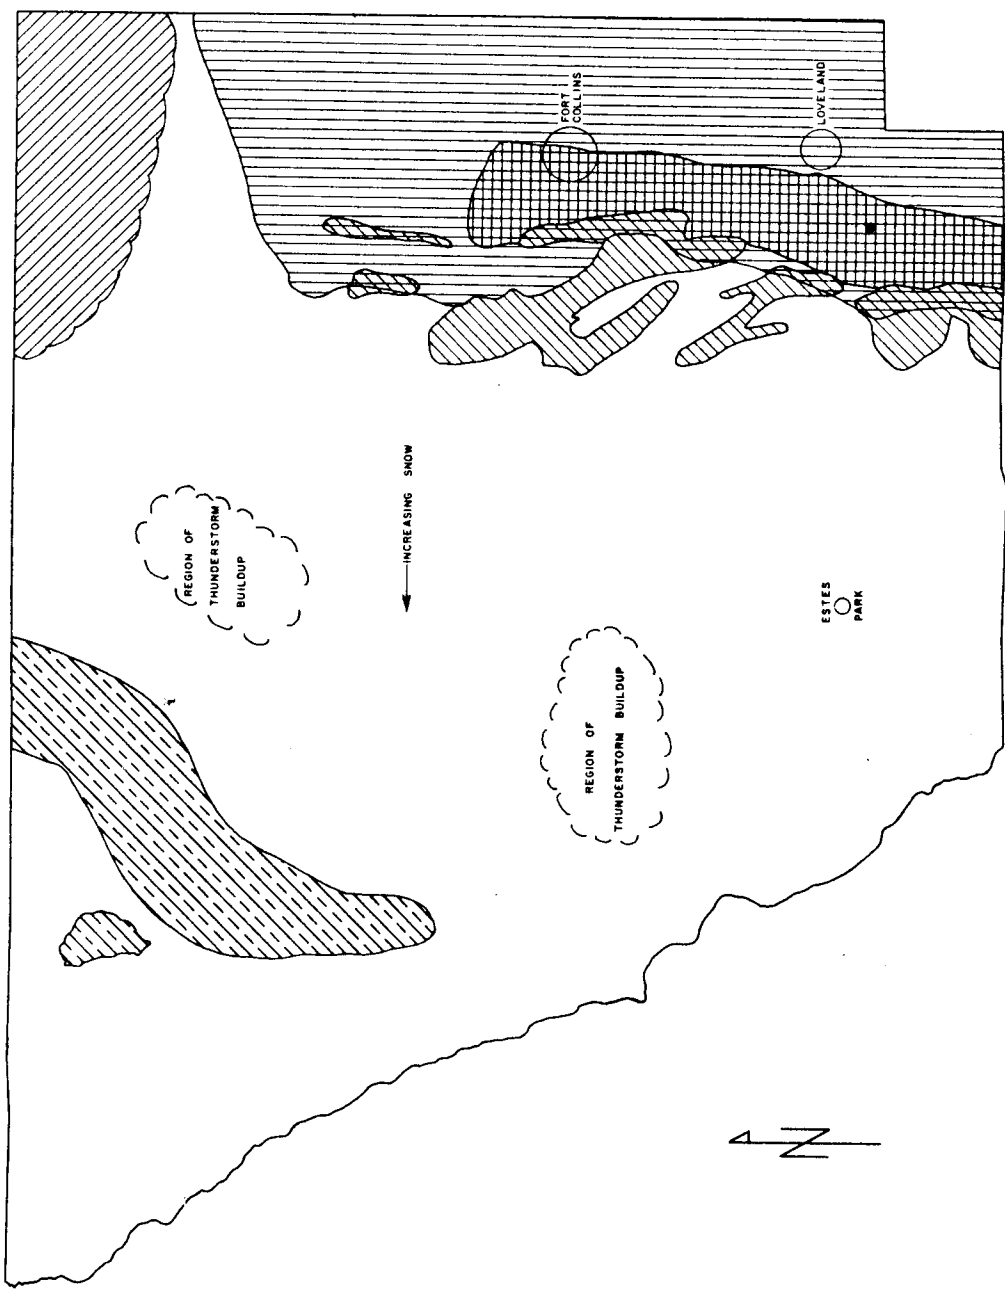 FORT
COLLINS
LOVELAND
INCREASING SNOW
REGION OF
THUNDERSTORM
BUILDUP
ESTES
PARK
REGION OF
THUNDERSTORM BUILDUP
N